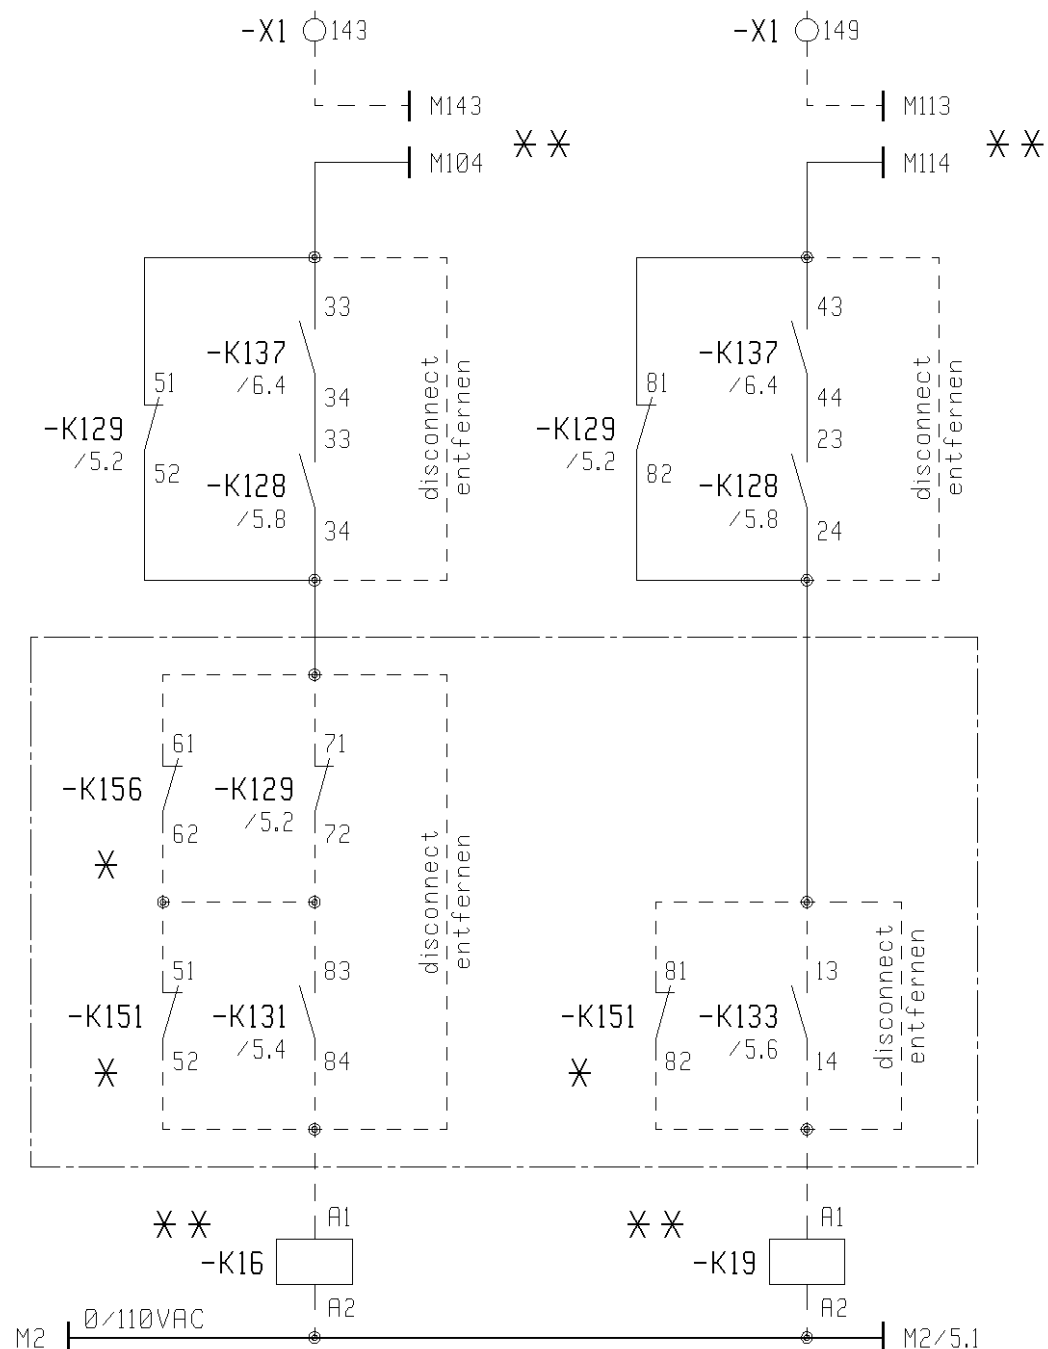 -X1 143
-X1 149
M143
M113
M104
M114
33
43
-K137
/6.4
-K137
/6.4
51
34
81
44
-K129
/5.2
33
-K129
/5.2
23
52
-K128
/5.8
82
-K128
/5.8
34
24
disconnect
entfernen
disconnect
entfernen
61
71
-K156
-K129
/5.2
62
72
disconnect
entfernen
51
83
81
13
-K151
-K131
/5.4
-K151
-K133
/5.6
52
84
82
14
disconnect
entfernen
A1
A1
-K16
-K19
A2
A2
0/110VAC
M2
M2/5.1